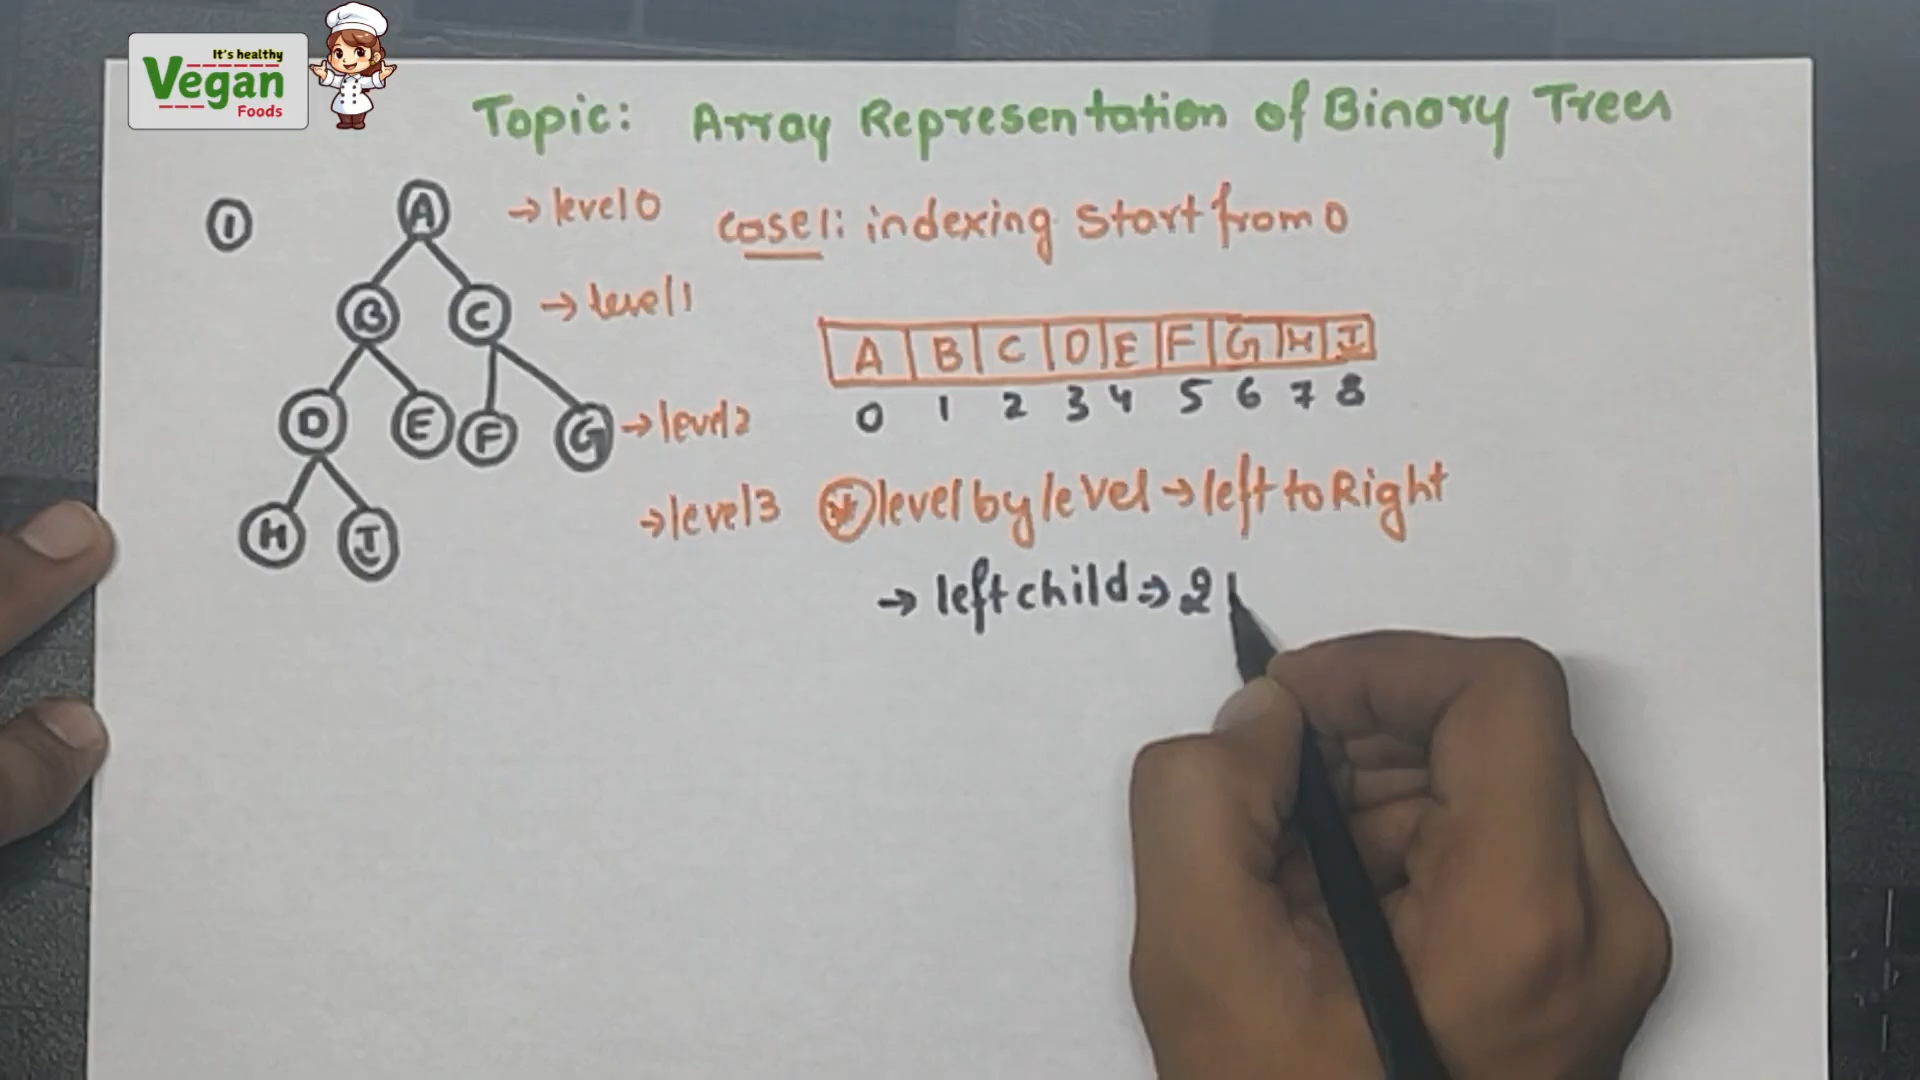 It's healthy
Vegan
Foods
Topic: Array Representation of Binary Trees
1
A → level 0
case1: indexing start from 0
B C → level 1
A B C D E F G H I
0 1 2 3 4 5 6 7 8
D E F G → level 2
H I → level 3
* level by level → left to Right
→ left child ⇒ 2